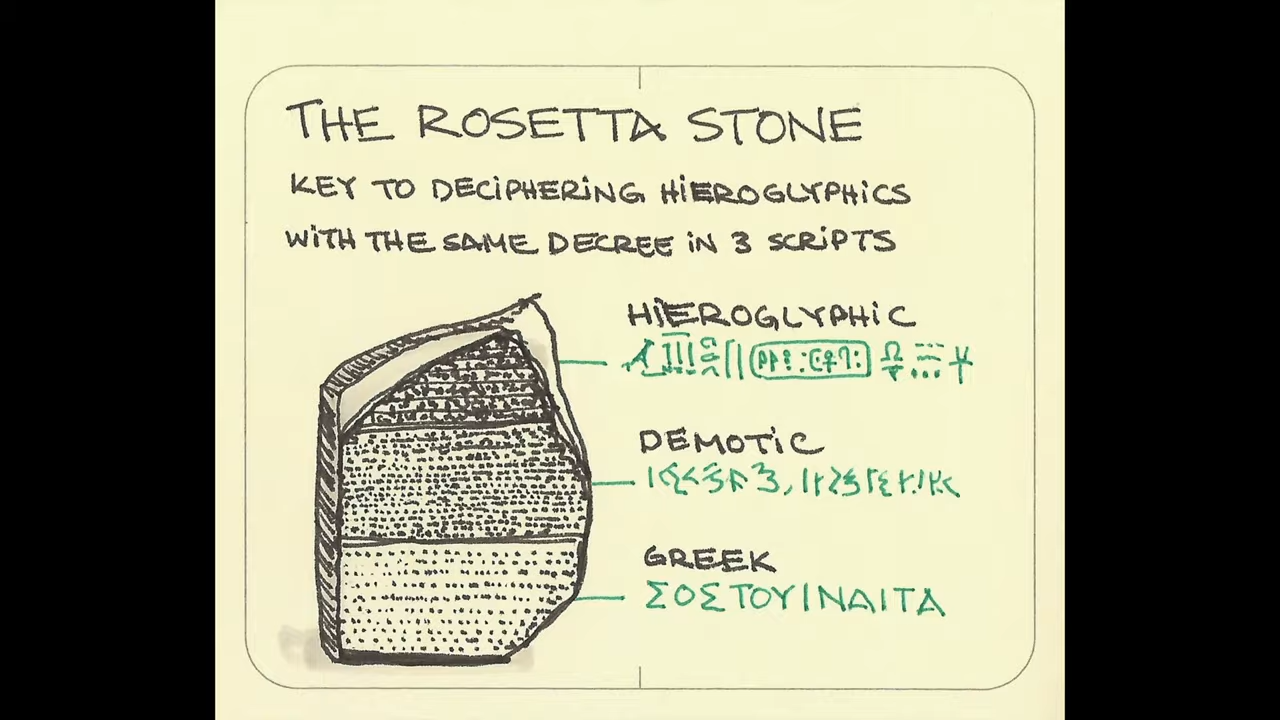 THE ROSETTA STONE
KEY TO DECIPHERING HIEROGLYPHICS
WITH THE SAME DECREE IN 3 SCRIPTS
HIEROGLYPHIC
DEMOTIC
GREEK
ΣΟΣΤΟΥΙΝΑΙΤΑ